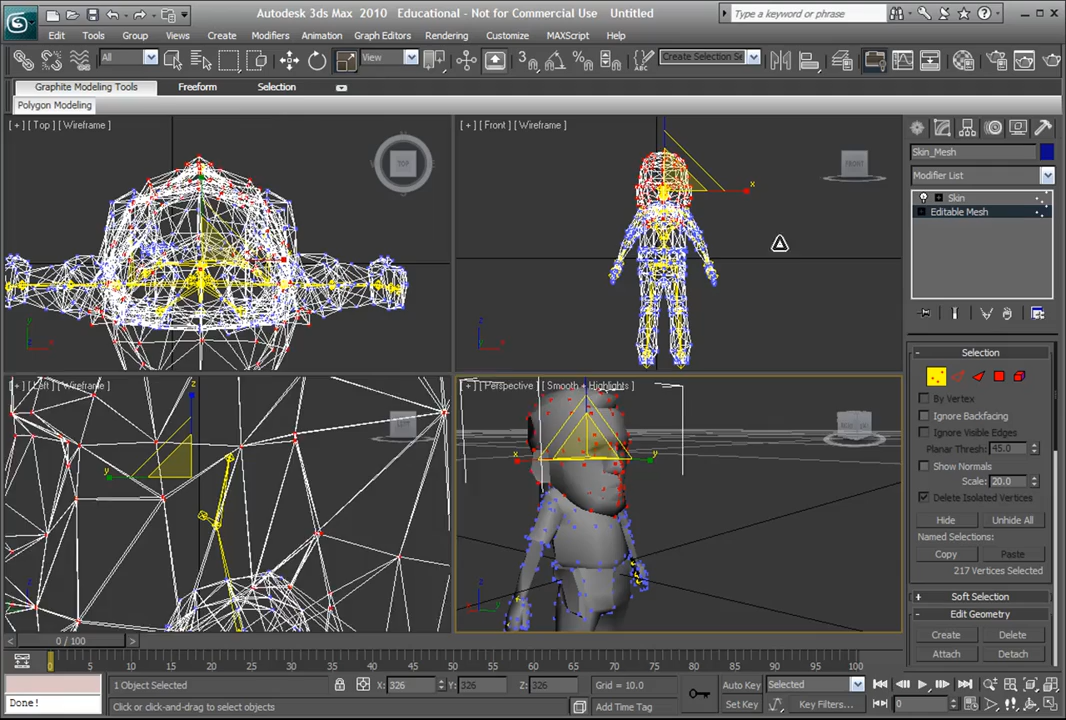 Autodesk 3ds Max 2010 Educational - Not for Commercial Use Untitled
Type a keyword or phrase
Edit Tools Group Views Create Modifiers Animation Graph Editors Rendering Customize MAXScript Help
All View Create Selection Se
Graphite Modeling Tools Freeform Selection
Polygon Modeling
[ + ] [ Top ] [ Wireframe ]
TOP
[ + ] [ Front ] [ Wireframe ]
FRONT
x
[ + ] [ Left ] [ Wireframe ]
z
y
[ + ] [ Perspective ] [ Smooth + Highlights ]
x y
Skin_Mesh
Modifier List
Skin
Editable Mesh
Selection
By Vertex
Ignore Backfacing
Ignore Visible Edges
Planar Thresh: 45.0
Show Normals
Scale: 20.0
Delete Isolated Vertices
Hide Unhide All
Named Selections:
Copy Paste
217 Vertices Selected
Soft Selection
Edit Geometry
Create Delete
Attach Detach
< 0 / 100 >
0 5 10 15 20 25 30 35 40 45 50 55 60 65 70 75 80 85 90 95 100
1 Object Selected X: 326 Y: 326 Z: 326 Grid = 10.0 Auto Key Selected
Done! Click or click-and-drag to select objects Add Time Tag Set Key Key Filters... 0